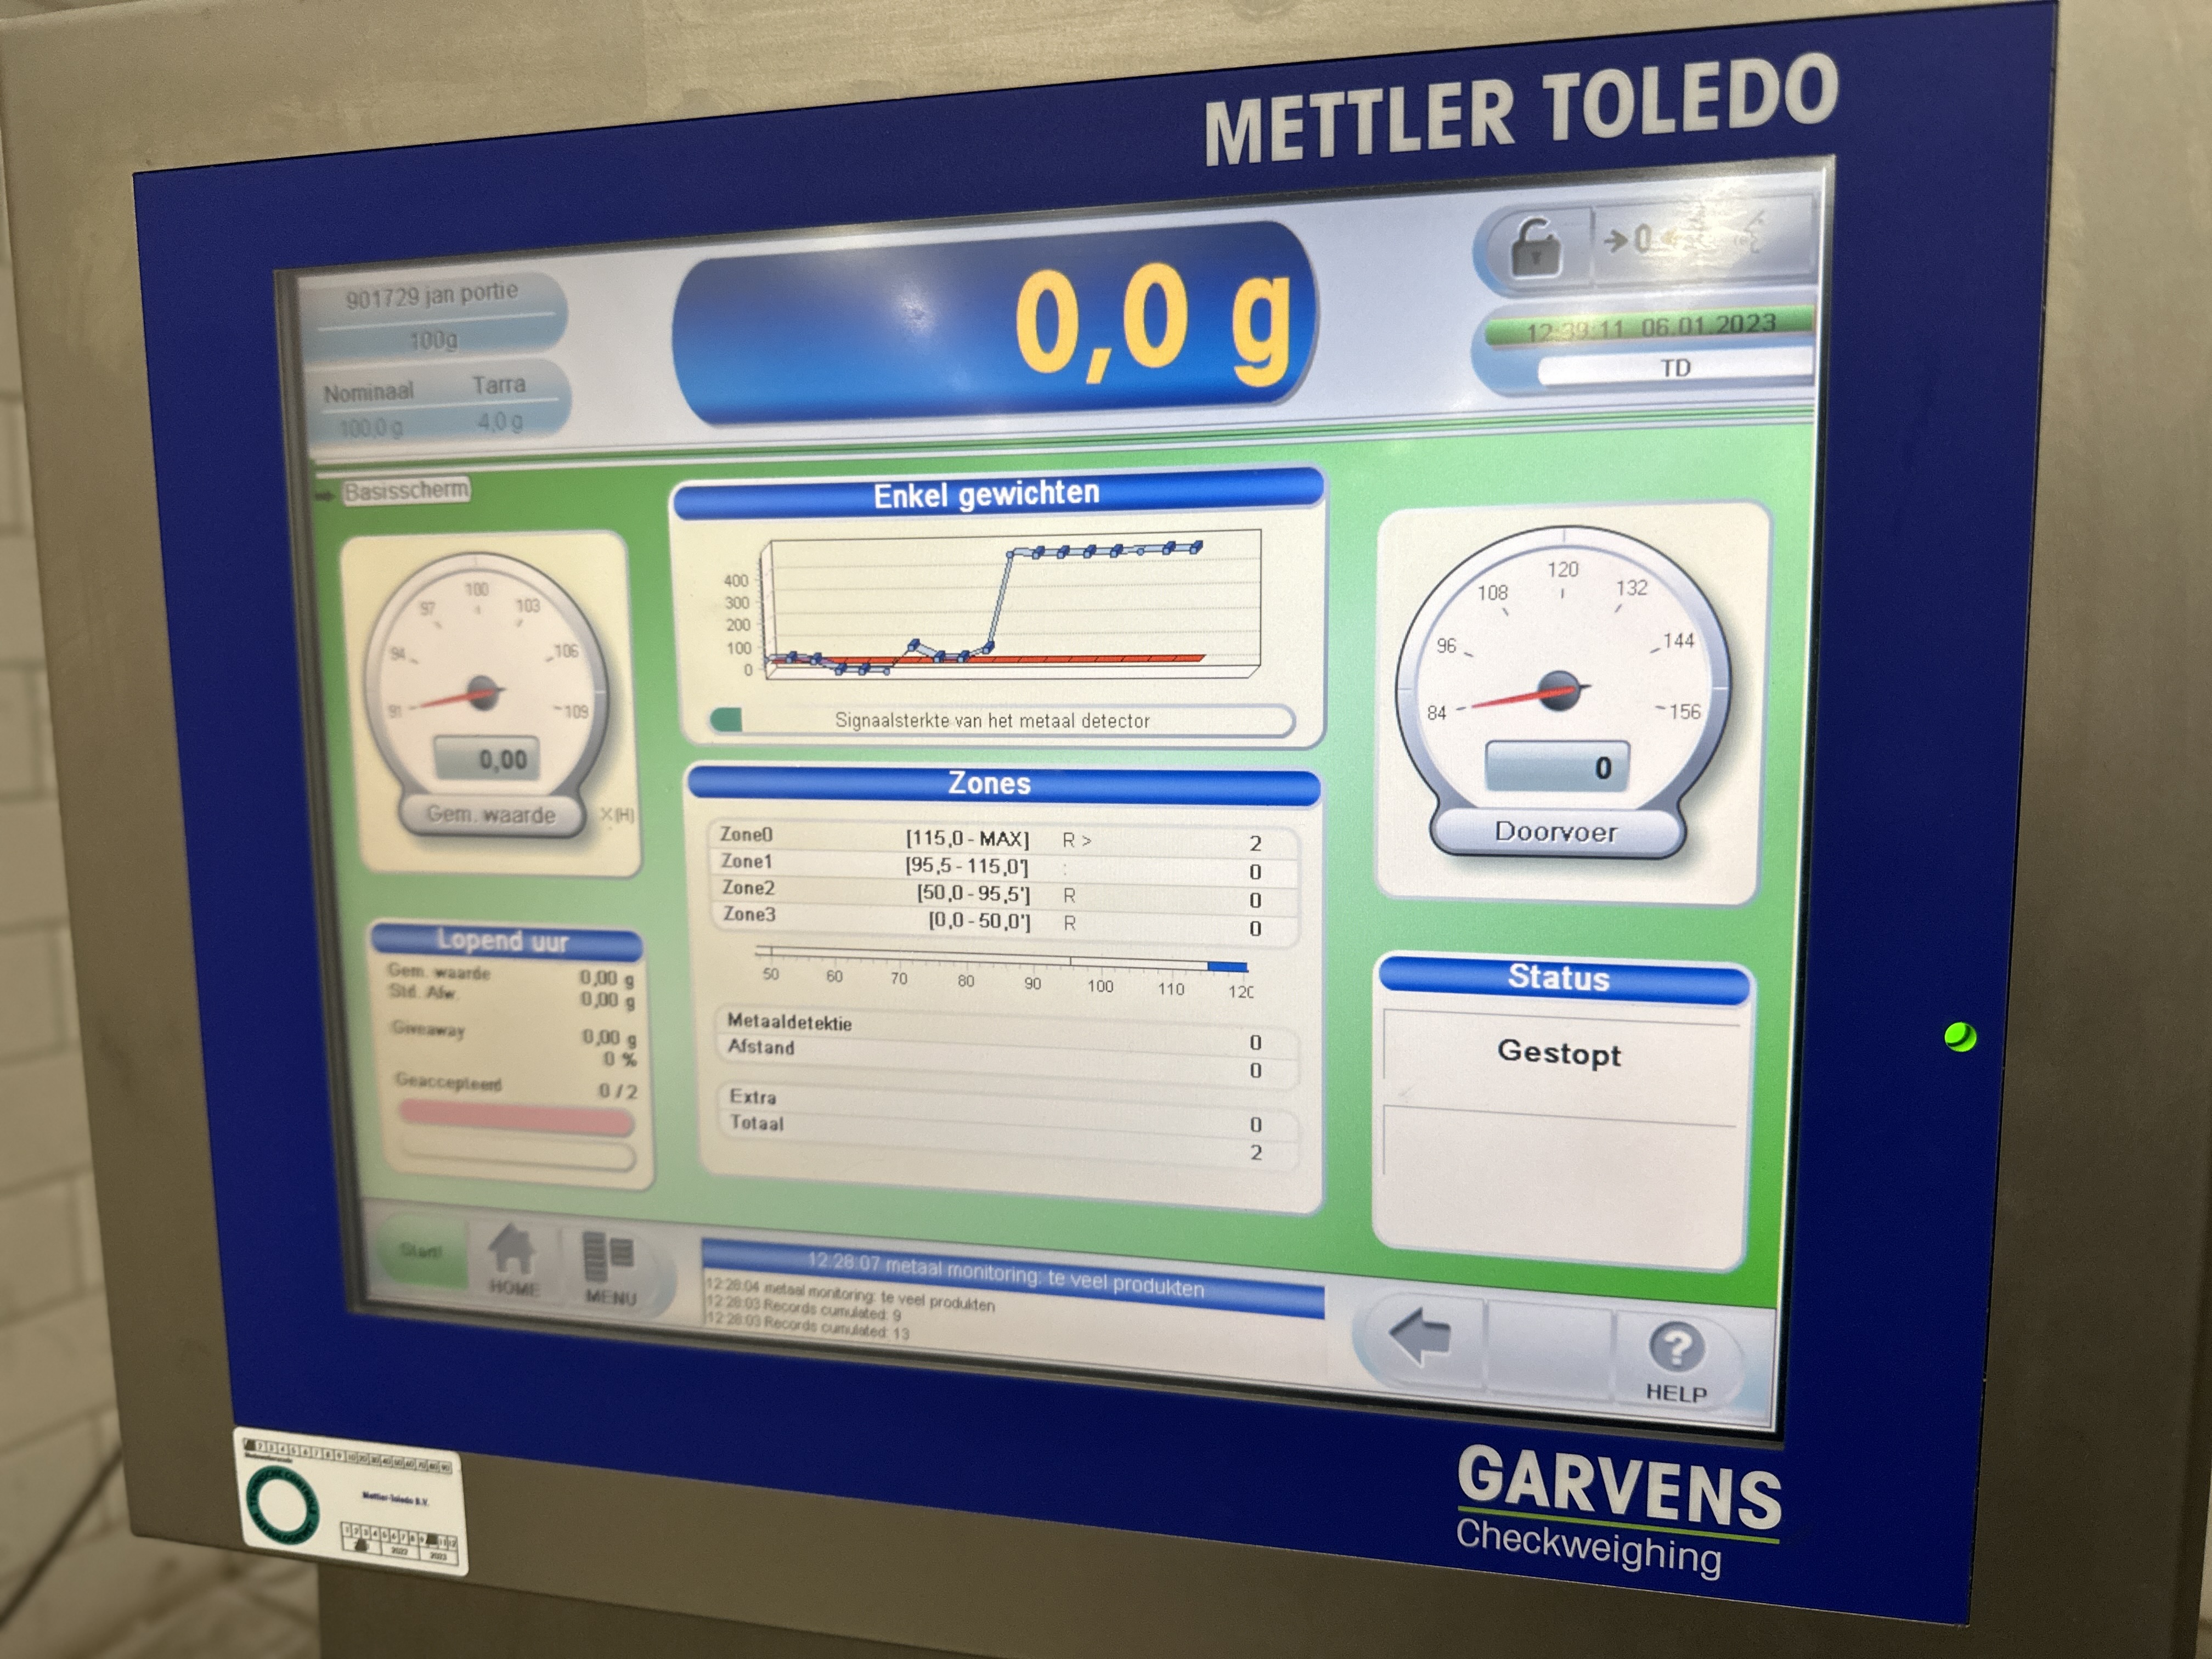 METTLER TOLEDO
901729 jan portie
100g
Nominaal Tarra
100,0 g 4,0 g
0,0 g
→0←
12:39:11 06.01.2023
TD
Basisscherm
91 94 97 100 103 106 109
0,00
Gem. waarde X(H)
Enkel gewichten
400
300
200
100
0
Signaalsterkte van het metaal detector
84 96 108 120 132 144 156
0
Doorvoer
Zones
Zone0 [115,0 - MAX] R > 2
Zone1 [95,5 - 115,0'] : 0
Zone2 [50,0 - 95,5'] R 0
Zone3 [0,0 - 50,0'] R 0
50 60 70 80 90 100 110 120
Metaaldetektie 0
Afstand 0
Extra 0
Totaal 2
Lopend uur
Gem. waarde 0,00 g
Std. Afw. 0,00 g
Giveaway 0,00 g
0 %
Geaccepteerd 0 / 2
Status
Gestopt
Start!
HOME
MENU
12:28:07 metaal monitoring: te veel produkten
12:28:04 metaal monitoring: te veel produkten
12:28:03 Records cumulated: 9
12:28:03 Records cumulated: 13
?
HELP
GARVENS
Checkweighing
Mettler-Toledo B.V.
2022 2023